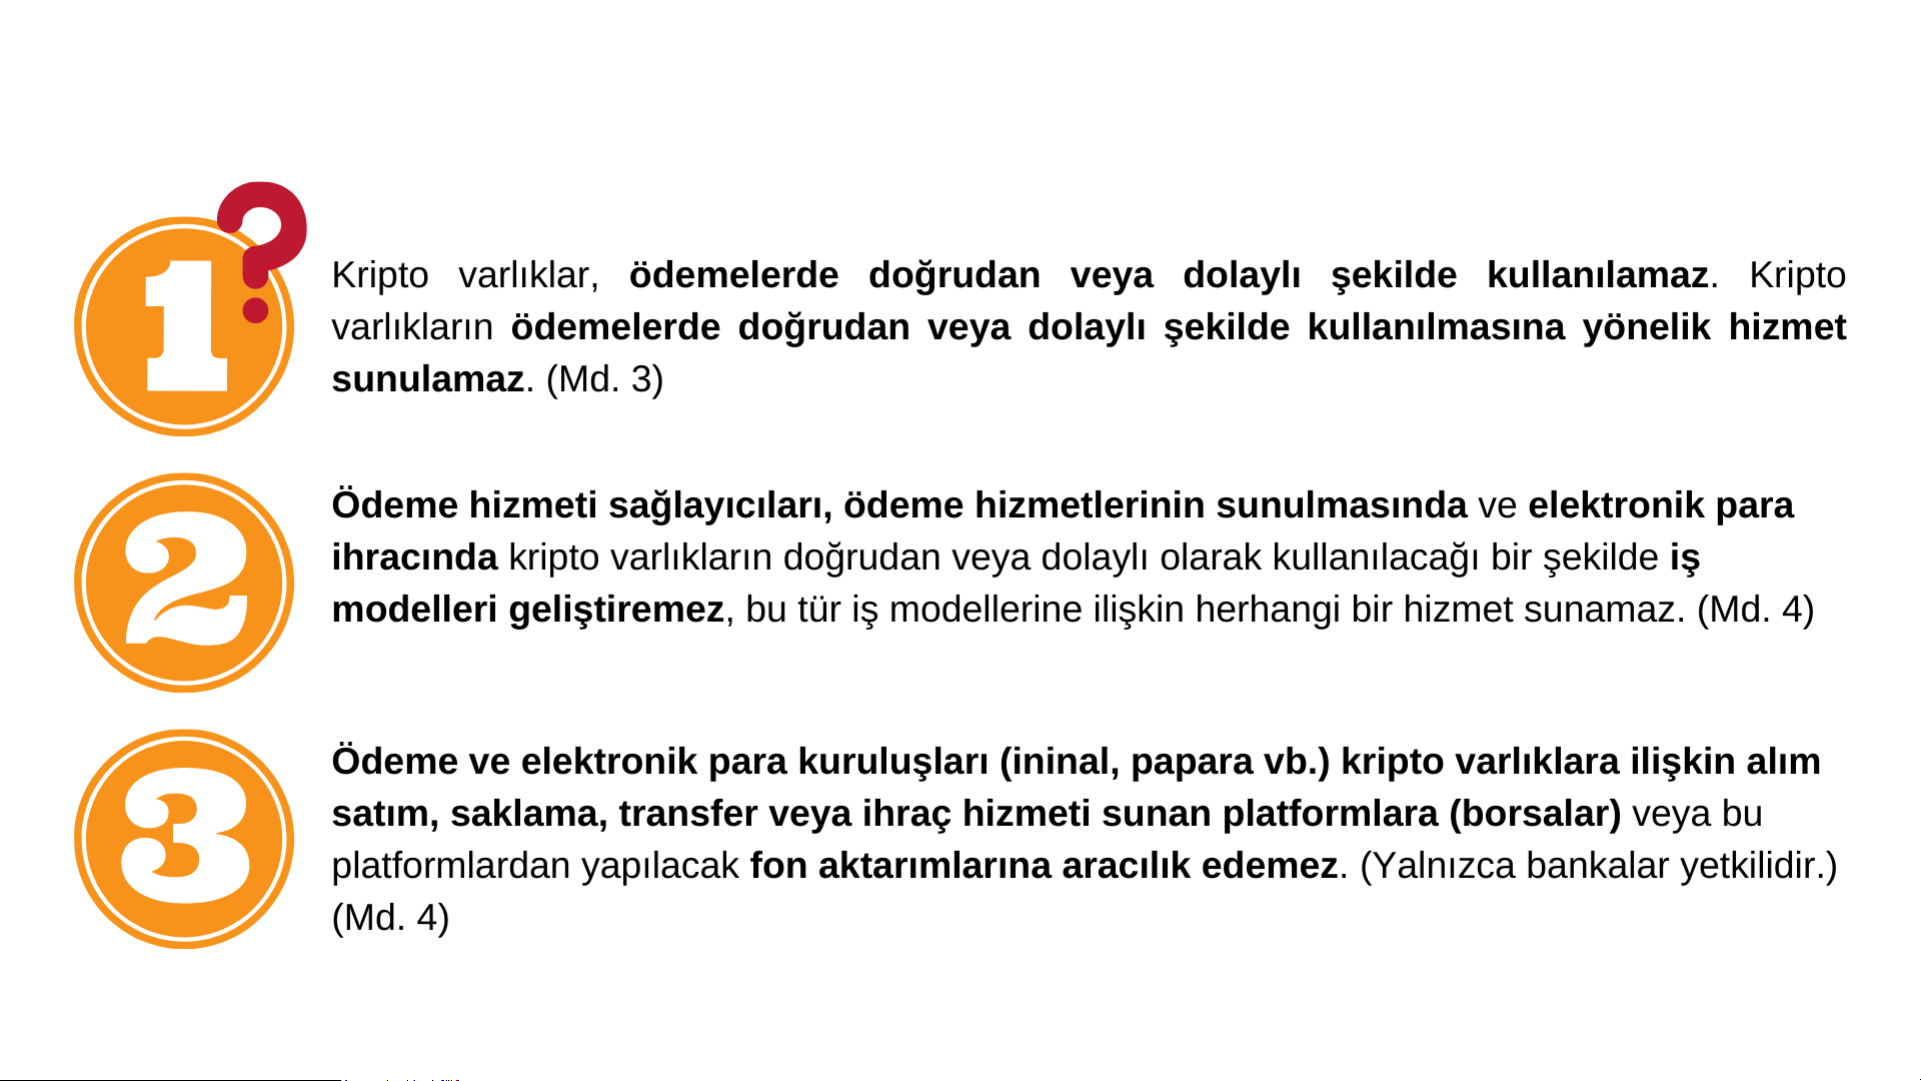 1?
Kripto varlıklar, ödemelerde doğrudan veya dolaylı şekilde kullanılamaz. Kripto
varlıkların ödemelerde doğrudan veya dolaylı şekilde kullanılmasına yönelik hizmet
sunulamaz. (Md. 3)
2
Ödeme hizmeti sağlayıcıları, ödeme hizmetlerinin sunulmasında ve elektronik para
ihracında kripto varlıkların doğrudan veya dolaylı olarak kullanılacağı bir şekilde iş
modelleri geliştiremez, bu tür iş modellerine ilişkin herhangi bir hizmet sunamaz. (Md. 4)
3
Ödeme ve elektronik para kuruluşları (ininal, papara vb.) kripto varlıklara ilişkin alım
satım, saklama, transfer veya ihraç hizmeti sunan platformlara (borsalar) veya bu
platformlardan yapılacak fon aktarımlarına aracılık edemez. (Yalnızca bankalar yetkilidir.)
(Md. 4)